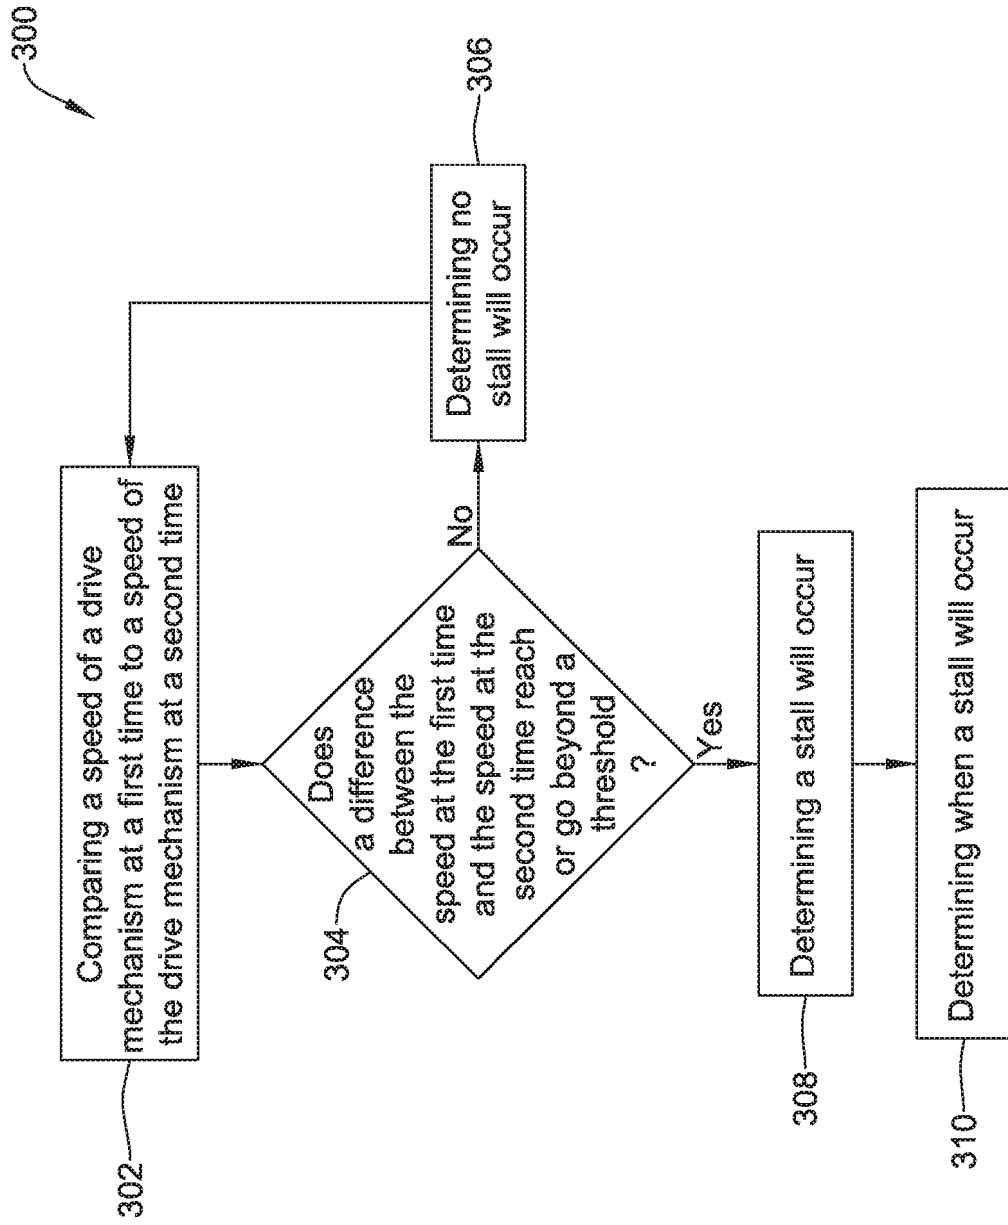 300
302
Comparing a speed of a drive
mechanism at a first time to a speed of
the drive mechanism at a second time
304
Does
a difference
between the
speed at the first time
and the speed at the
second time reach
or go beyond a
threshold
?
No
Determining no
stall will occur
306
Yes
308
Determining a stall will occur
310
Determining when a stall will occur